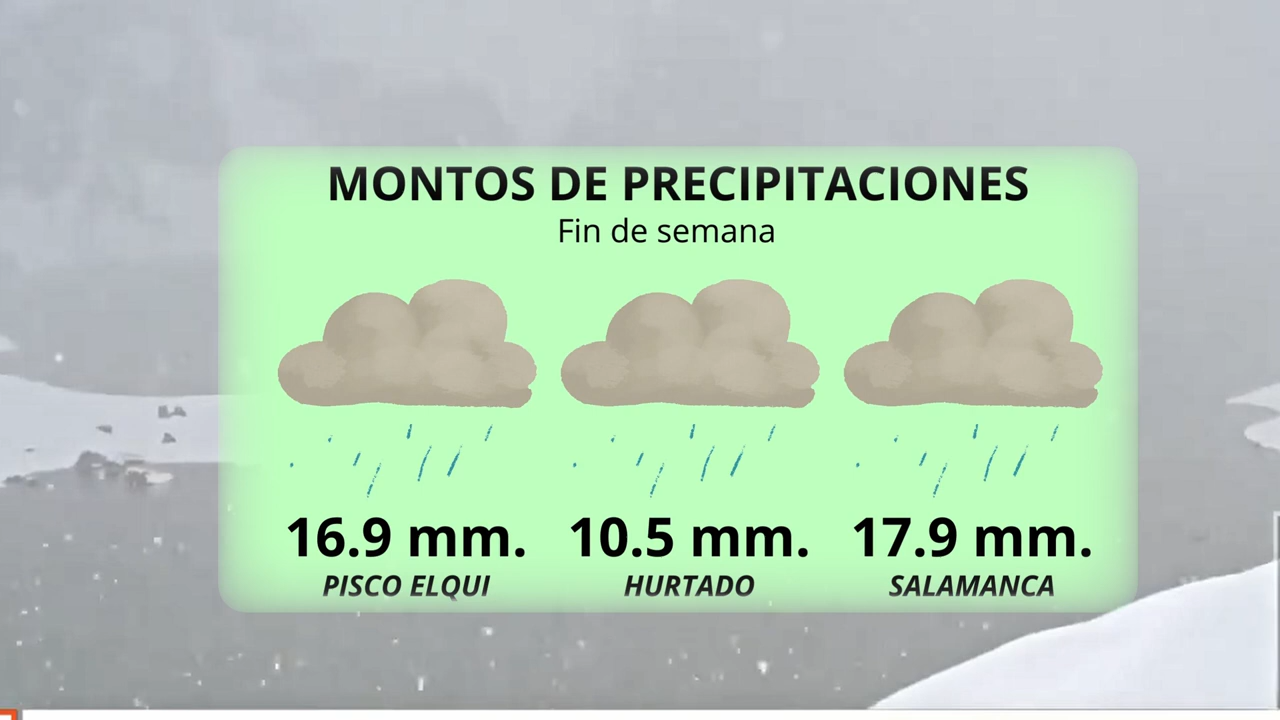 MONTOS DE PRECIPITACIONES
Fin de semana
16.9 mm. 10.5 mm. 17.9 mm.
PISCO ELQUI HURTADO SALAMANCA